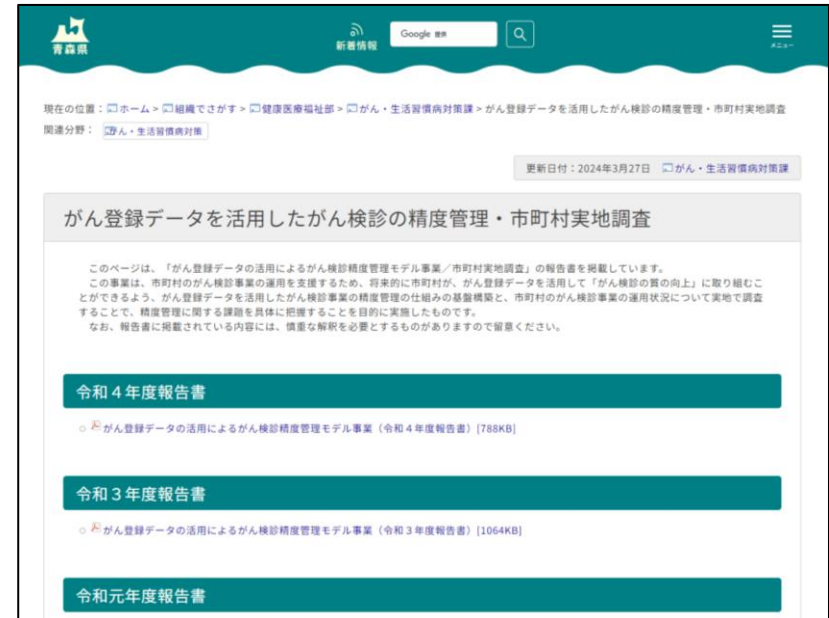 青森県
新着情報
Google 提供
メニュー
現在の位置：ホーム > 組織でさがす > 健康医療福祉部 > がん・生活習慣病対策課 > がん登録データを活用したがん検診の精度管理・市町村実地調査
関連分野： がん・生活習慣病対策
更新日付：2024年3月27日 がん・生活習慣病対策課
がん登録データを活用したがん検診の精度管理・市町村実地調査
このページは、「がん登録データの活用によるがん検診精度管理モデル事業／市町村実地調査」の報告書を掲載しています。
この事業は、市町村のがん検診事業の運用を支援するため、将来的に市町村が、がん登録データを活用して「がん検診の質の向上」に取り組むこ
とができるよう、がん登録データを活用したがん検診事業の精度管理の仕組みの基盤構築と、市町村のがん検診事業の運用状況について実地で調査
することで、精度管理に関する課題を具体に把握することを目的に実施したものです。
なお、報告書に掲載されている内容には、慎重な解釈を必要とするものがありますので留意ください。
令和４年度報告書
がん登録データの活用によるがん検診精度管理モデル事業（令和４年度報告書）[788KB]
令和３年度報告書
がん登録データの活用によるがん検診精度管理モデル事業（令和３年度報告書）[1064KB]
令和元年度報告書